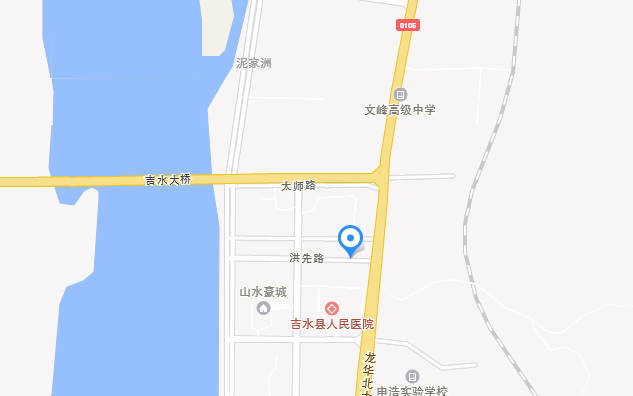 G105
泥家洲
文峰高级中学
吉水大桥
太师路
洪先路
山水豪城
吉水县人民医院
龙华北
申浩实验学校